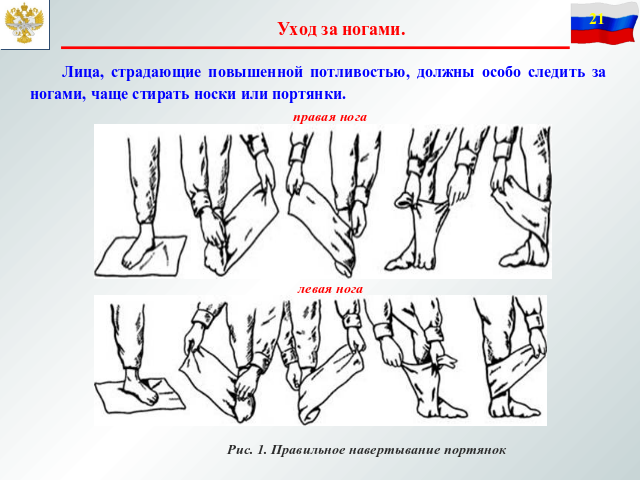 Уход за ногами.
21
Лица, страдающие повышенной потливостью, должны особо следить за
ногами, чаще стирать носки или портянки.
правая нога
левая нога
Рис. 1. Правильное навертывание портянок